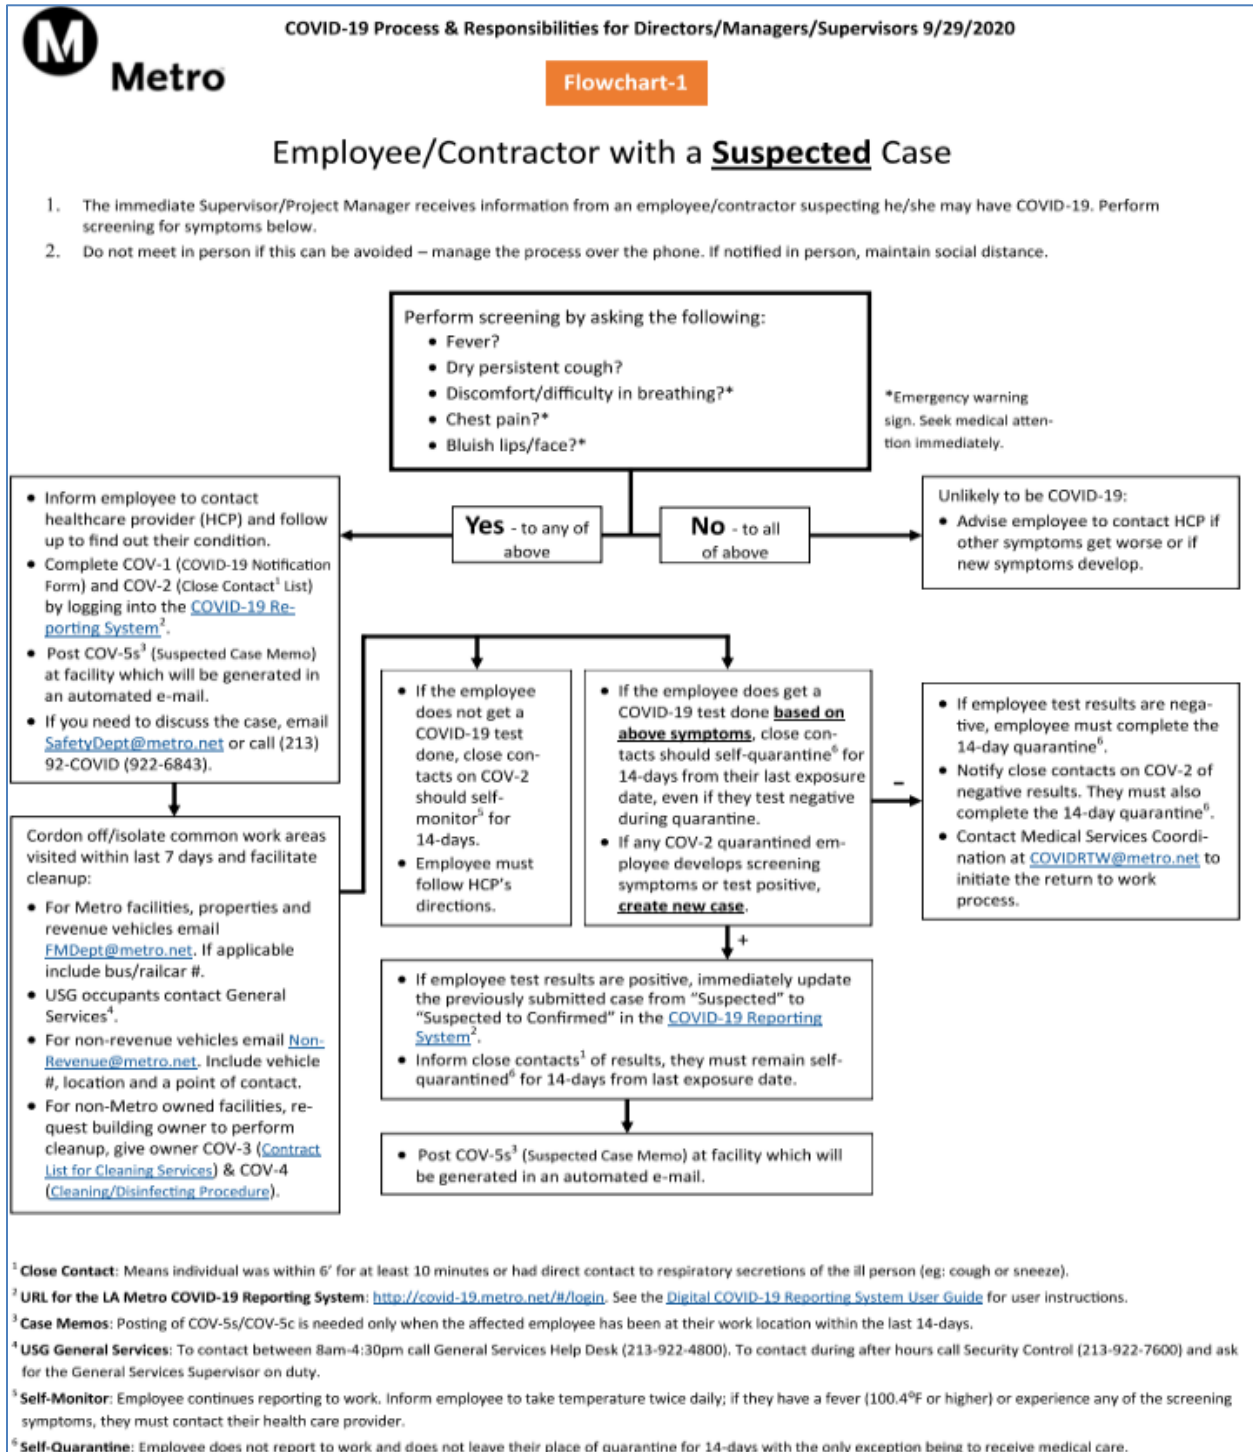 COVID-19 Process & Responsibilities for Directors/Managers/Supervisors 9/29/2020
M
Metro
Flowchart-1
Employee/Contractor with a Suspected Case
1. The immediate Supervisor/Project Manager receives information from an employee/contractor suspecting he/she may have COVID-19. Perform
screening for symptoms below.
2. Do not meet in person if this can be avoided – manage the process over the phone. If notified in person, maintain social distance.
Perform screening by asking the following:
• Fever?
• Dry persistent cough?
• Discomfort/difficulty in breathing?*
• Chest pain?*
• Bluish lips/face?*
*Emergency warning
sign. Seek medical atten-
tion immediately.
Yes - to any of
above
No - to all
of above
• Inform employee to contact
healthcare provider (HCP) and follow
up to find out their condition.
• Complete COV-1 (COVID-19 Notification
Form) and COV-2 (Close Contact¹ List)
by logging into the COVID-19 Re-
porting System².
• Post COV-5s³ (Suspected Case Memo)
at facility which will be generated in
an automated e-mail.
• If you need to discuss the case, email
SafetyDept@metro.net or call (213)
92-COVID (922-6843).
Unlikely to be COVID-19:
• Advise employee to contact HCP if
other symptoms get worse or if
new symptoms develop.
Cordon off/isolate common work areas
visited within last 7 days and facilitate
cleanup:
• For Metro facilities, properties and
revenue vehicles email
FMDept@metro.net. If applicable
include bus/railcar #.
• USG occupants contact General
Services⁴.
• For non-revenue vehicles email Non-
Revenue@metro.net. Include vehicle
#, location and a point of contact.
• For non-Metro owned facilities, re-
quest building owner to perform
cleanup, give owner COV-3 (Contract
List for Cleaning Services) & COV-4
(Cleaning/Disinfecting Procedure).
• If the employee
does not get a
COVID-19 test
done, close con-
tacts on COV-2
should self-
monitor⁵ for
14-days.
• Employee must
follow HCP's
directions.
• If the employee does get a
COVID-19 test done based on
above symptoms, close con-
tacts should self-quarantine⁶ for
14-days from their last exposure
date, even if they test negative
during quarantine.
• If any COV-2 quarantined em-
ployee develops screening
symptoms or test positive,
create new case.
–
• If employee test results are nega-
tive, employee must complete the
14-day quarantine⁶.
• Notify close contacts on COV-2 of
negative results. They must also
complete the 14-day quarantine⁶.
• Contact Medical Services Coordi-
nation at COVIDRTW@metro.net to
initiate the return to work
process.
+
• If employee test results are positive, immediately update
the previously submitted case from "Suspected" to
"Suspected to Confirmed" in the COVID-19 Reporting
System².
• Inform close contacts¹ of results, they must remain self-
quarantined⁶ for 14-days from last exposure date.
• Post COV-5s³ (Suspected Case Memo) at facility which will
be generated in an automated e-mail.
¹ Close Contact: Means individual was within 6' for at least 10 minutes or had direct contact to respiratory secretions of the ill person (eg: cough or sneeze).
² URL for the LA Metro COVID-19 Reporting System: http://covid-19.metro.net/#/login. See the Digital COVID-19 Reporting System User Guide for user instructions.
³ Case Memos: Posting of COV-5s/COV-5c is needed only when the affected employee has been at their work location within the last 14-days.
⁴ USG General Services: To contact between 8am-4:30pm call General Services Help Desk (213-922-4800). To contact during after hours call Security Control (213-922-7600) and ask
for the General Services Supervisor on duty.
⁵ Self-Monitor: Employee continues reporting to work. Inform employee to take temperature twice daily; if they have a fever (100.4ºF or higher) or experience any of the screening
symptoms, they must contact their health care provider.
⁶ Self-Quarantine: Employee does not report to work and does not leave their place of quarantine for 14-days with the only exception being to receive medical care.